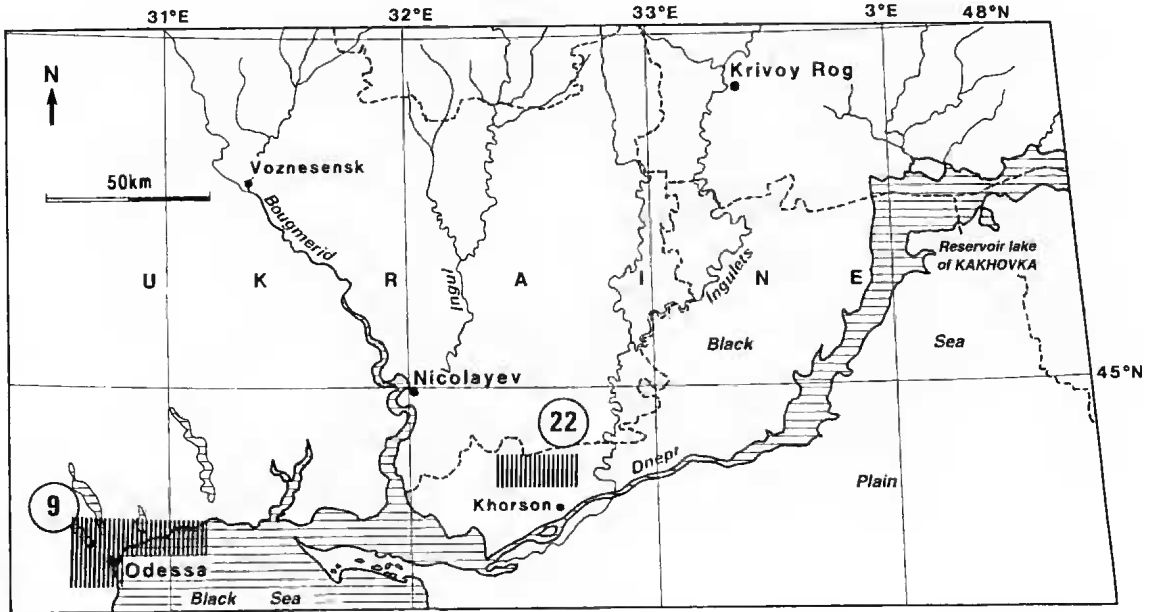 31°E 32°E 33°E 3°E 48°N
N
Krivoy Rog
Voznesensk
50km
Bougmerid
Ingul
Ingulets
Reservoir lake
of KAKHOVKA
U K R A I N E
Black Sea
Nicolayev
45°N
22
Dnepr
Plain
Khorson
9
Odessa
Black Sea